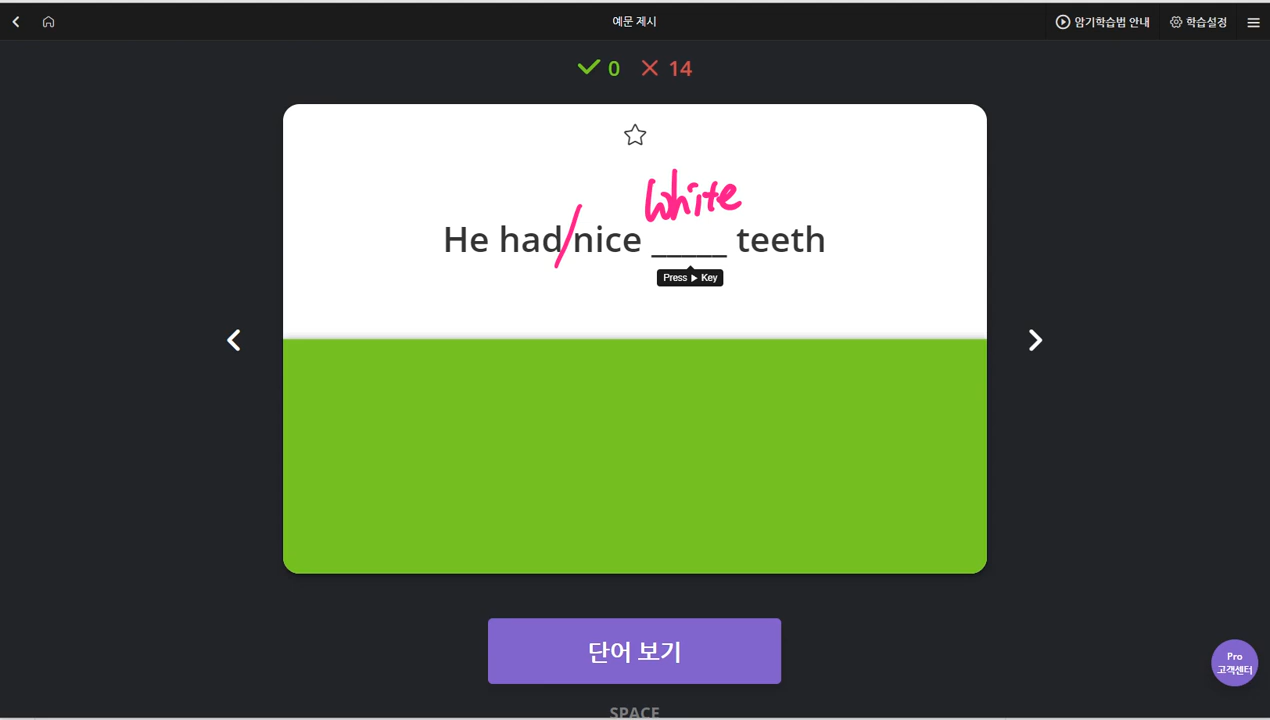 예문 제시
암기학습법 안내
학습설정
0 14
white
He had/nice _____ teeth
Press ▶ Key
단어 보기
Pro
고객센터
SPACE